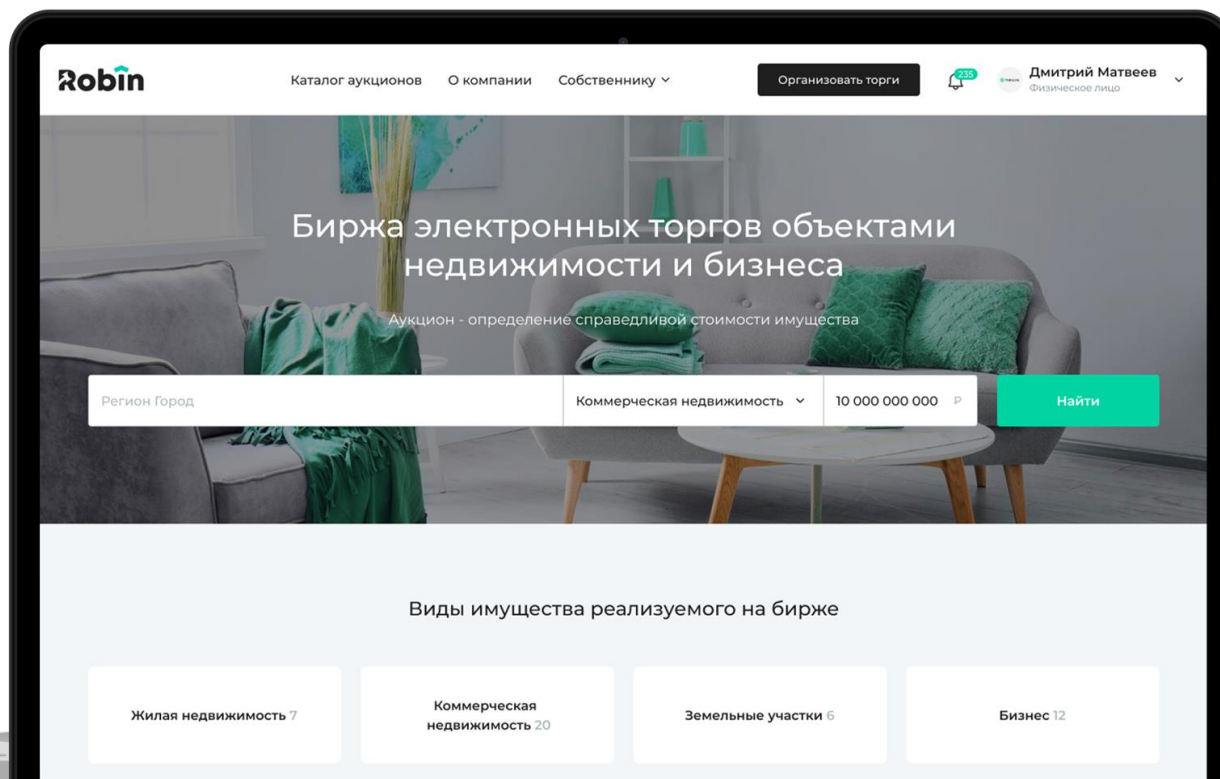 Robin
Каталог аукционов
О компании
Собственнику
Организовать торги
235
Дмитрий Матвеев
Физическое лицо
Биржа электронных торгов объектами
недвижимости и бизнеса
Аукцион - определение справедливой стоимости имущества
Регион Город
Коммерческая недвижимость
10 000 000 000 ₽
Найти
Виды имущества реализуемого на бирже
Жилая недвижимость 7
Коммерческая
недвижимость 20
Земельные участки 6
Бизнес 12